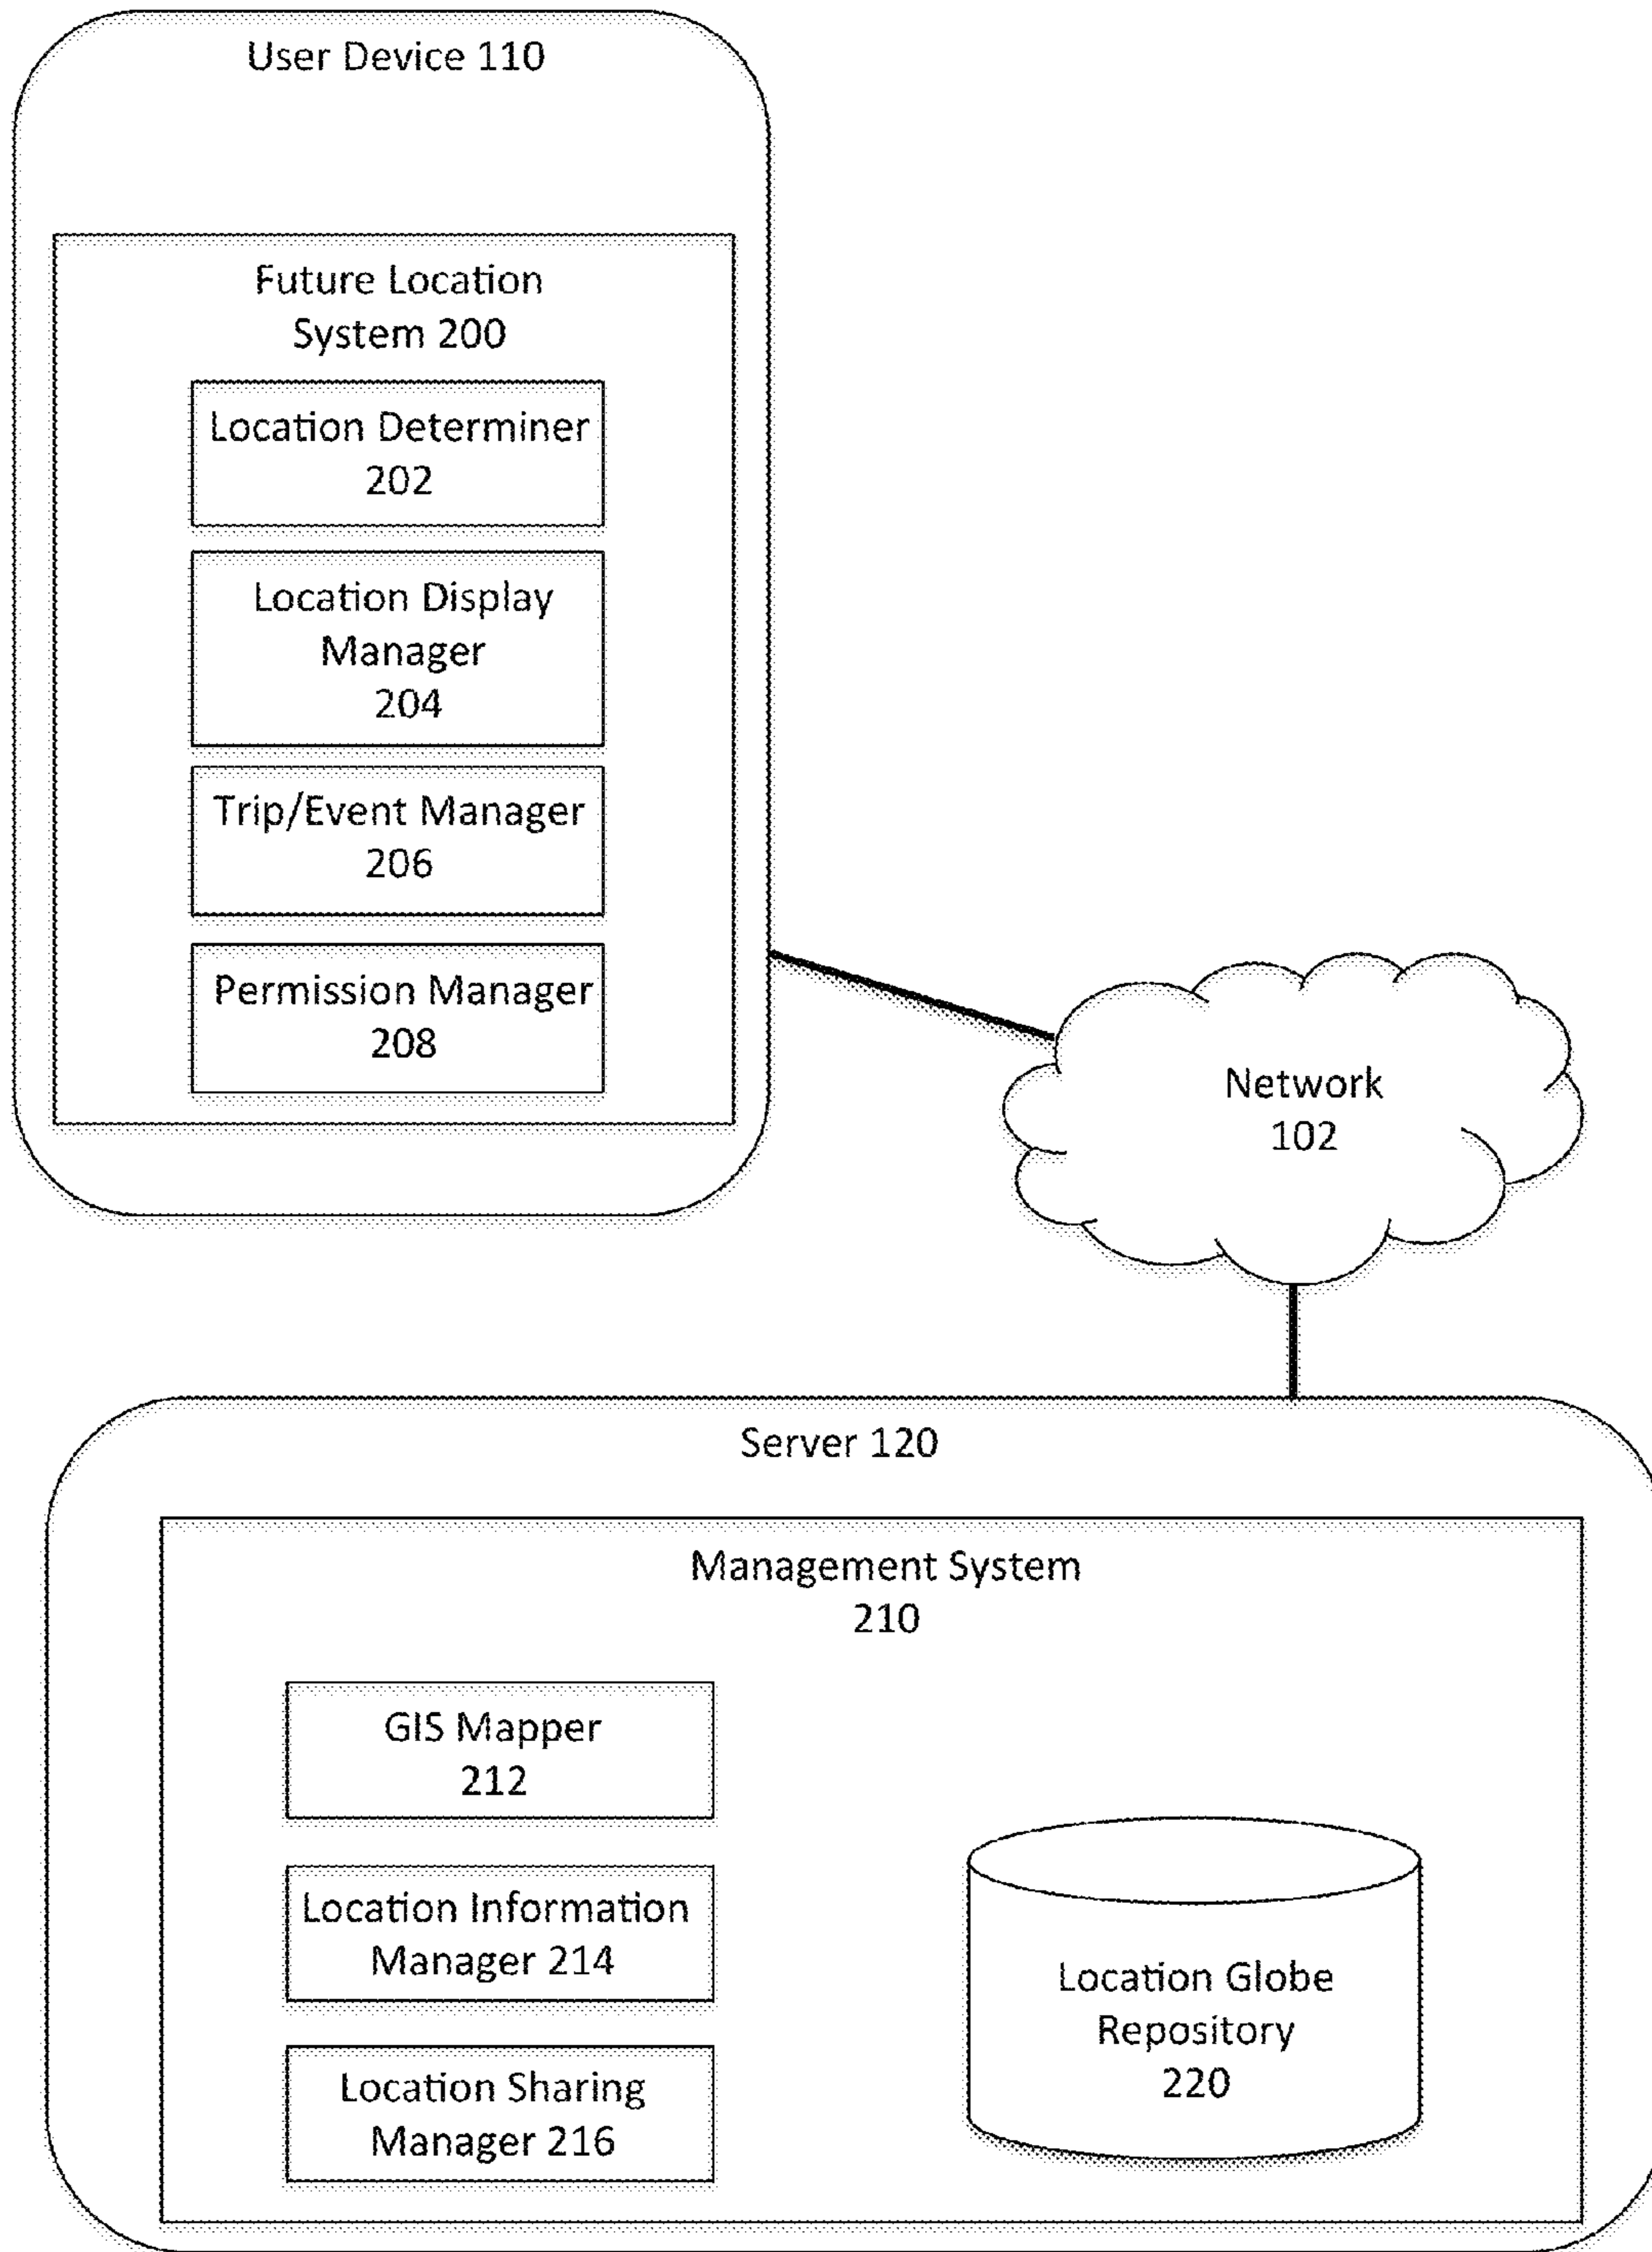 User Device 110
Future Location
System 200
Location Determiner
202
Location Display
Manager
204
Trip/Event Manager
206
Permission Manager
208
Network
102
Server 120
Management System
210
GIS Mapper
212
Location Information
Manager 214
Location Sharing
Manager 216
Location Globe
Repository
220